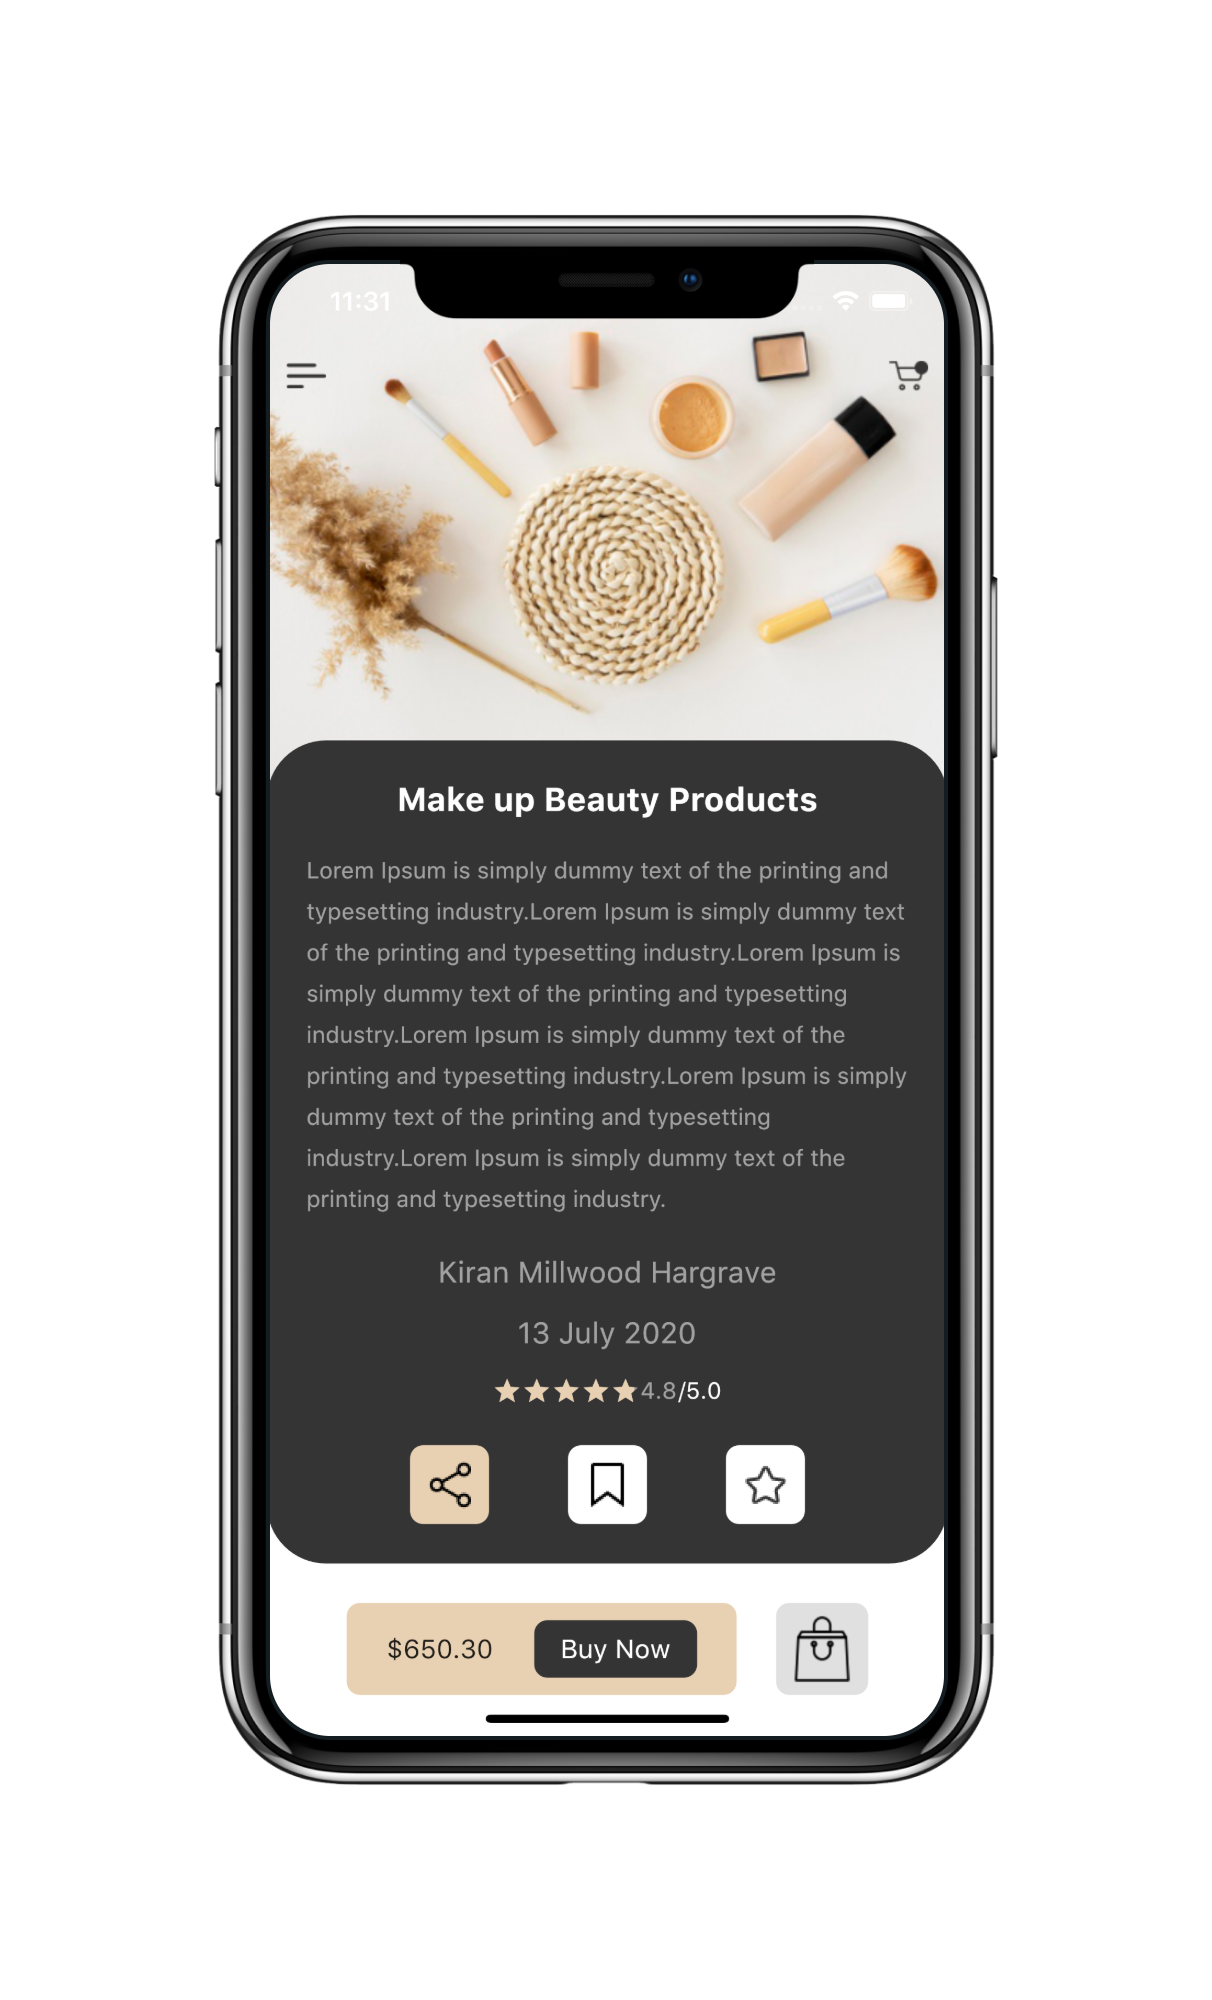 11:31
Make up Beauty Products
Lorem Ipsum is simply dummy text of the printing and
typesetting industry.Lorem Ipsum is simply dummy text
of the printing and typesetting industry.Lorem Ipsum is
simply dummy text of the printing and typesetting
industry.Lorem Ipsum is simply dummy text of the
printing and typesetting industry.Lorem Ipsum is simply
dummy text of the printing and typesetting
industry.Lorem Ipsum is simply dummy text of the
printing and typesetting industry.
Kiran Millwood Hargrave
13 July 2020
4.8/5.0
$650.30 Buy Now